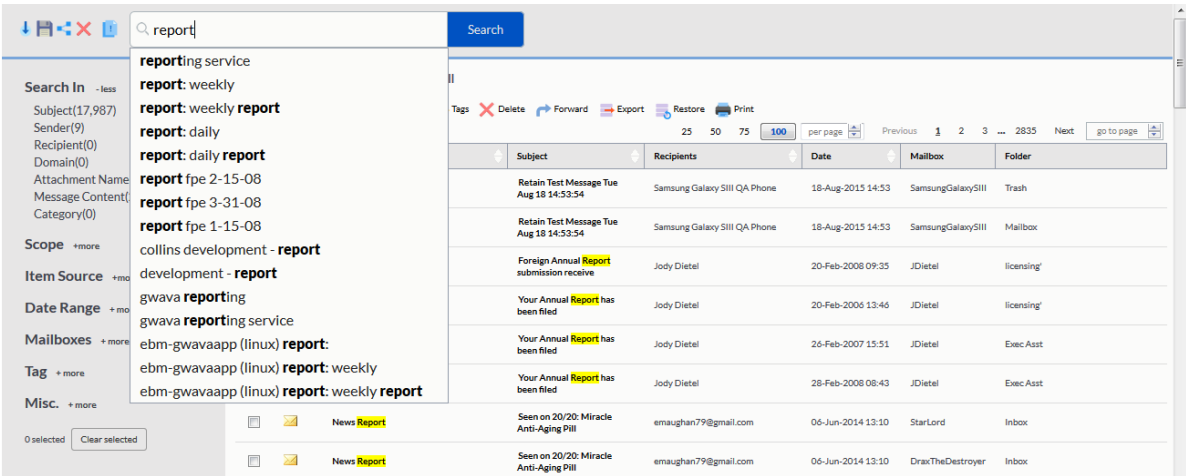 report
Search
reporting service
report: weekly
report: weekly report
report: daily
report: daily report
report fpe 2-15-08
report fpe 3-31-08
report fpe 1-15-08
collins development - report
development - report
gwava reporting
gwava reporting service
ebm-gwavaapp (linux) report:
ebm-gwavaapp (linux) report: weekly
ebm-gwavaapp (linux) report: weekly report
Search In - less
Subject(17,987)
Sender(9)
Recipient(0)
Domain(0)
Attachment Name
Message Content(
Category(0)
Scope +more
Item Source +mo
Date Range +mo
Mailboxes +more
Tag +more
Misc. +more
0 selected Clear selected
Tags Delete Forward Export Restore Print
25 50 75 100 per page Previous 1 2 3 ... 2835 Next go to page
Subject Recipients Date Mailbox Folder
Retain Test Message Tue
Aug 18 14:53:54
Samsung Galaxy SIII QA Phone 18-Aug-2015 14:53 SamsungGalaxySIII Trash
Retain Test Message Tue
Aug 18 14:53:54
Samsung Galaxy SIII QA Phone 18-Aug-2015 14:53 SamsungGalaxySIII Mailbox
Foreign Annual Report
submission receive
Jody Dietel 20-Feb-2008 09:35 JDietel licensing'
Your Annual Report has
been filed
Jody Dietel 20-Feb-2006 13:46 JDietel licensing'
Your Annual Report has
been filed
Jody Dietel 26-Feb-2007 15:51 JDietel Exec Asst
Your Annual Report has
been filed
Jody Dietel 28-Feb-2008 08:43 JDietel Exec Asst
News Report
Seen on 20/20: Miracle
Anti-Aging Pill
emaughan79@gmail.com 06-Jun-2014 13:10 StarLord Inbox
News Report
Seen on 20/20: Miracle
Anti-Aging Pill
emaughan79@gmail.com 06-Jun-2014 13:10 DraxTheDestroyer Inbox